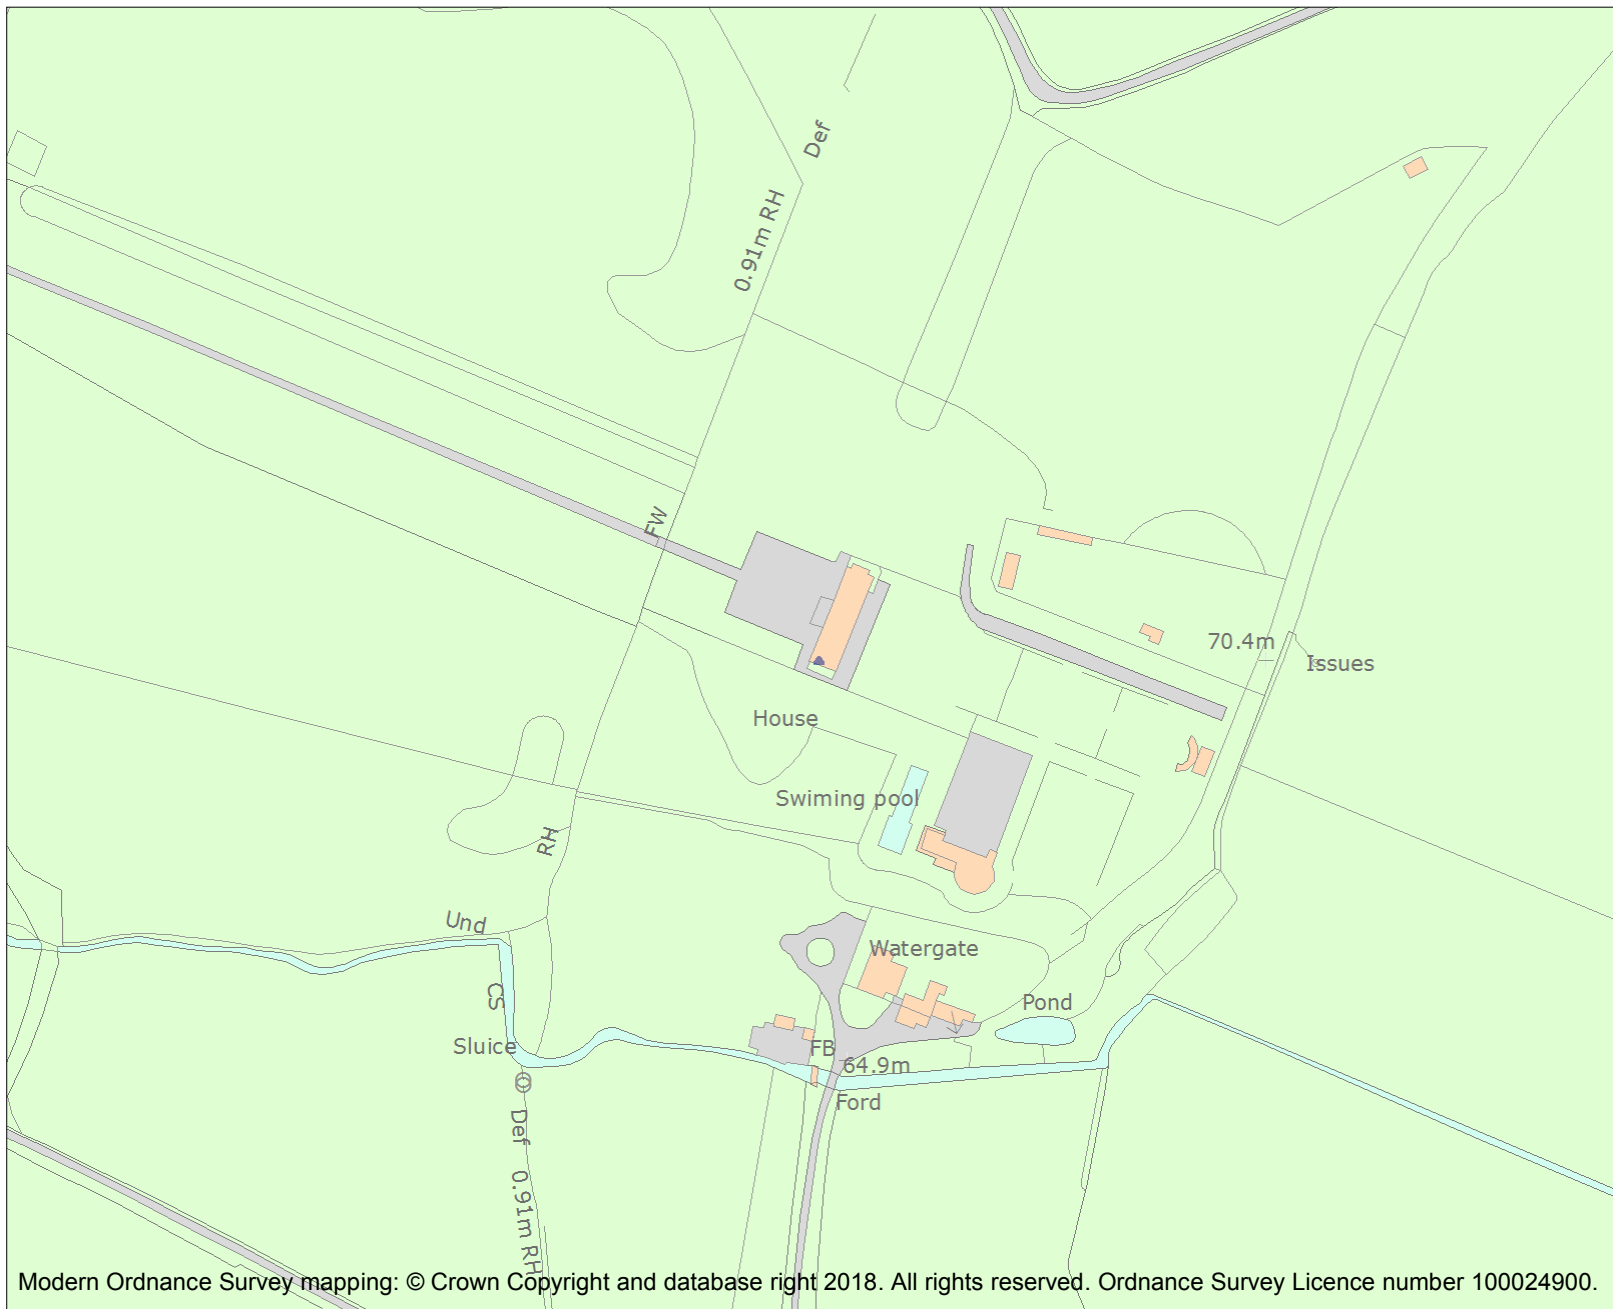 Def
0.91m RH
FW
70.4m
Issues
House
Swiming pool
RH
Und
Watergate
CS
Pond
Sluice
FB
64.9m
Ford
Def 0.91m RH
Modern Ordnance Survey mapping: © Crown Copyright and database right 2018. All rights reserved. Ordnance Survey Licence number 100024900.